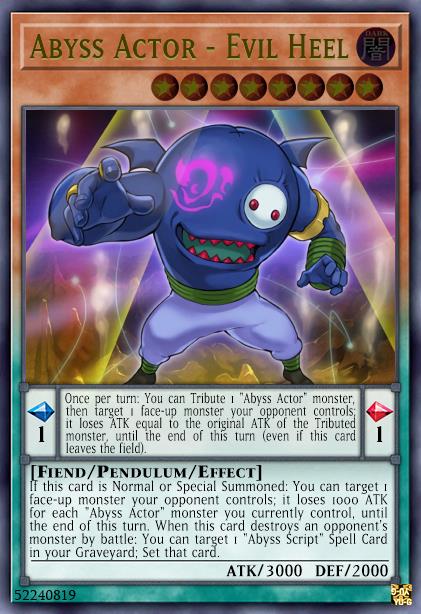 Abyss Actor - Evil Heel
DARK
闇
Once per turn: You can Tribute 1 "Abyss Actor" monster,
then target 1 face-up monster your opponent controls;
it loses ATK equal to the original ATK of the Tributed
monster, until the end of this turn (even if this card
leaves the field).
1
1
[Fiend/Pendulum/Effect]
If this card is Normal or Special Summoned: You can target 1
face-up monster your opponent controls; it loses 1000 ATK
for each "Abyss Actor" monster you currently control, until
the end of this turn. When this card destroys an opponent's
monster by battle: You can target 1 "Abyss Script" Spell Card
in your Graveyard; Set that card.
ATK/3000 DEF/2000
52240819